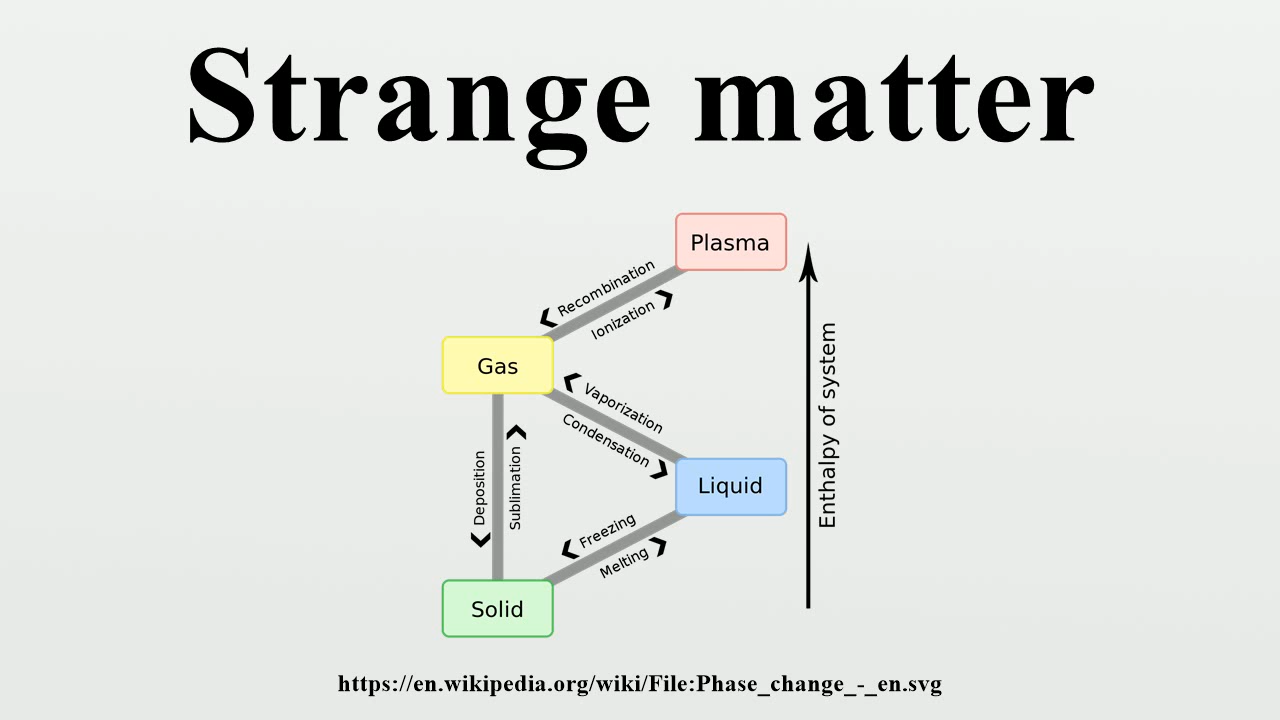 Strange matter
Plasma
Recombination
Ionization
Gas
Vaporization
Condensation
Enthalpy of system
Deposition
Sublimation
Liquid
Freezing
Melting
Solid
https://en.wikipedia.org/wiki/File:Phase_change_-_en.svg